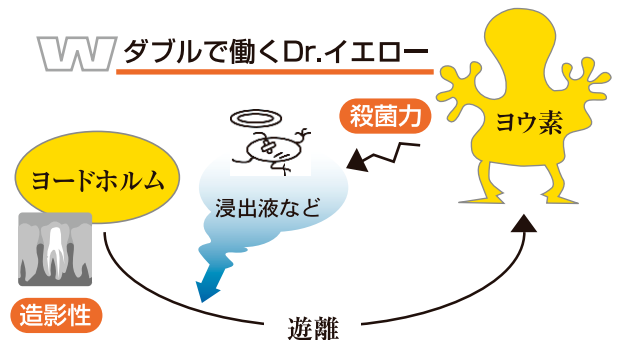 W ダブルで働くDr.イエロー
殺菌力
ヨウ素
ヨードホルム
浸出液など
造影性
遊離